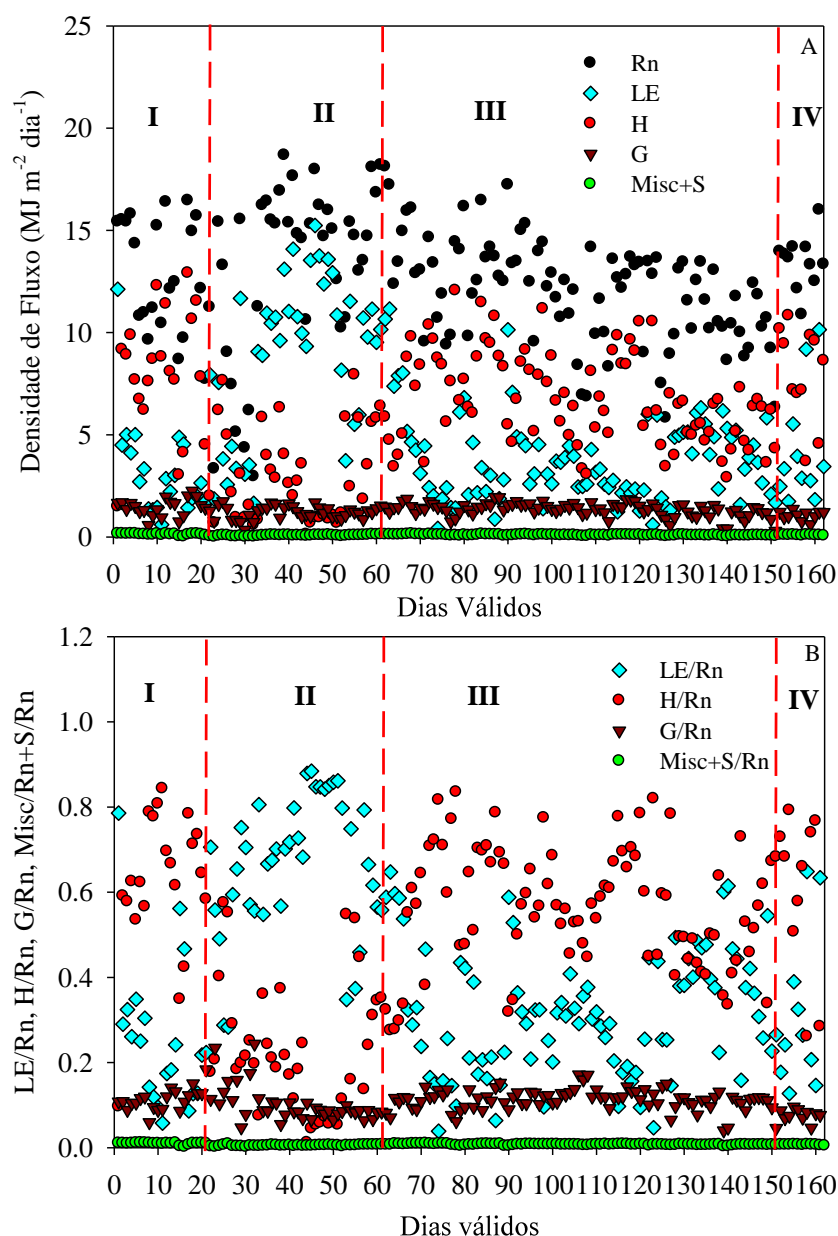 25
20
15
10
5
0
Densidade de Fluxo (MJ m⁻² dia⁻¹)
A
Rn
LE
H
G
Misc+S
I
II
III
IV
0 10 20 30 40 50 60 70 80 90 100 110 120 130 140 150 160
Dias Válidos
1.2
1.0
0.8
0.6
0.4
0.2
0.0
LE/Rn, H/Rn, G/Rn, Misc/Rn+S/Rn
B
LE/Rn
H/Rn
G/Rn
Misc+S/Rn
I
II
III
IV
0 10 20 30 40 50 60 70 80 90 100 110 120 130 140 150 160
Dias válidos